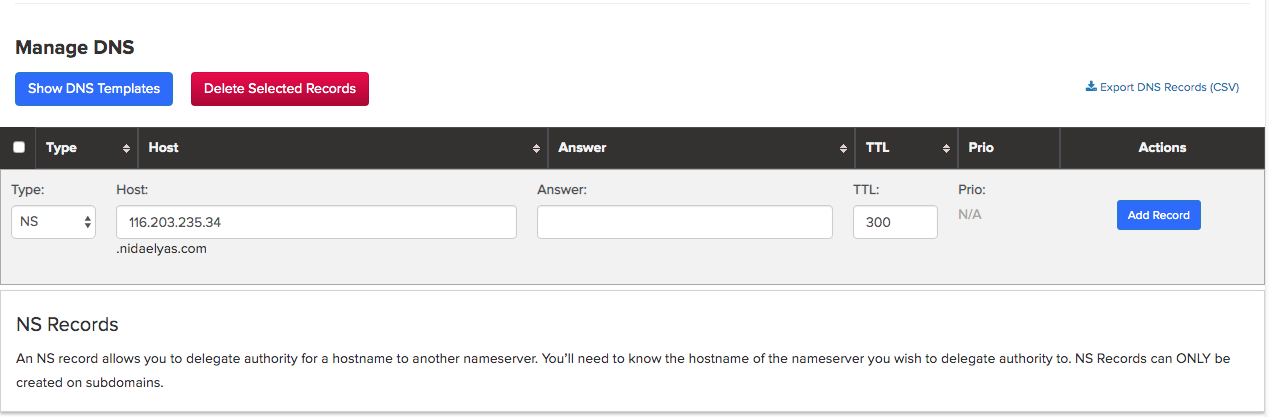 Manage DNS
Show DNS Templates
Delete Selected Records
Export DNS Records (CSV)
Type Host Answer TTL Prio Actions
Type: Host: Answer: TTL: Prio:
NS 116.203.235.34 300 N/A Add Record
.nidaelyas.com
NS Records
An NS record allows you to delegate authority for a hostname to another nameserver. You'll need to know the hostname of the nameserver you wish to delegate authority to. NS Records can ONLY be
created on subdomains.